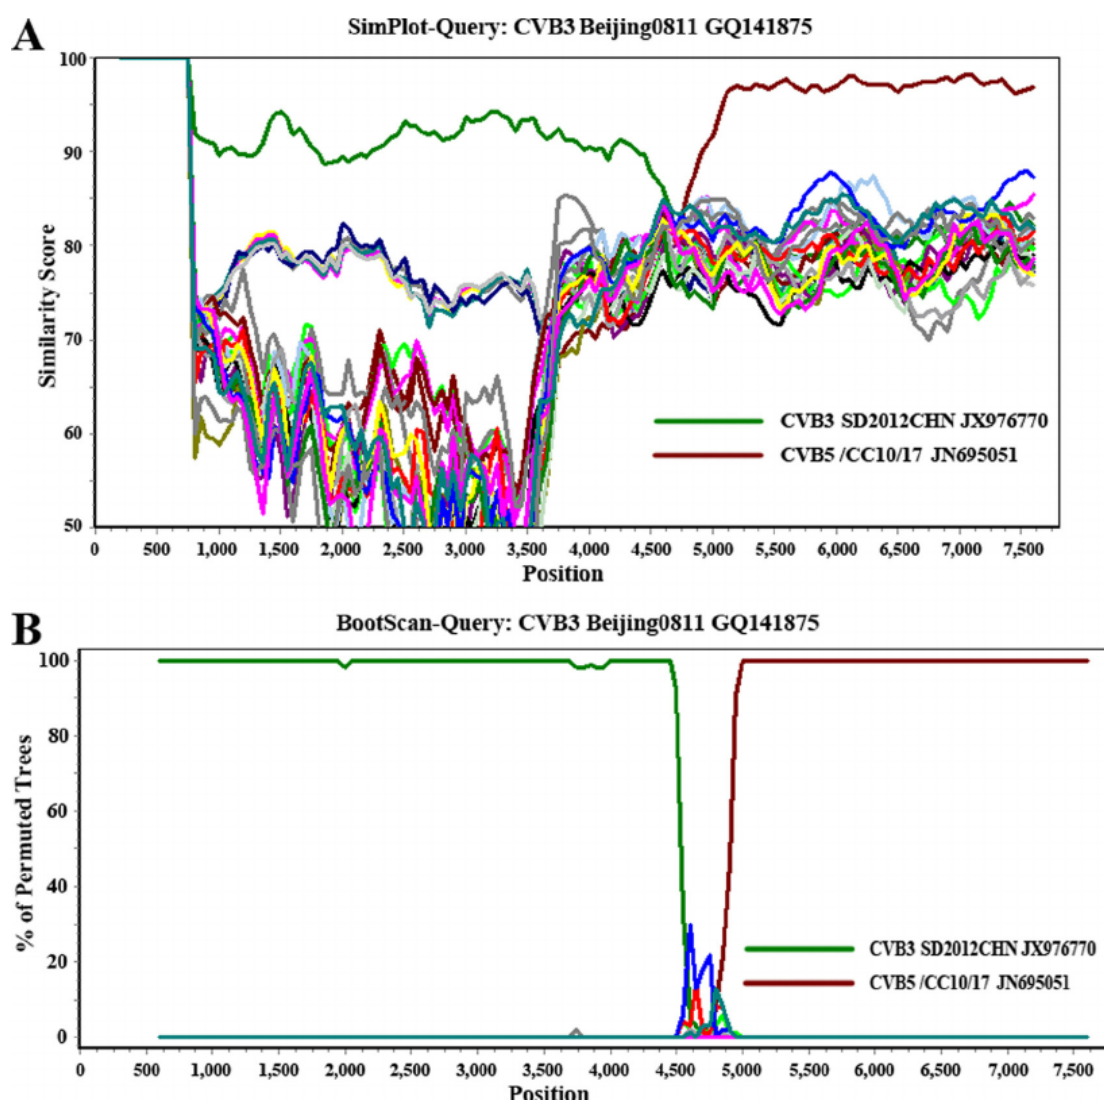 A
SimPlot-Query: CVB3 Beijing0811 GQ141875
Similarity Score
100
90
80
70
60
50
CVB3 SD2012CHN JX976770
CVB5 /CC10/17 JN695051
0 500 1,000 1,500 2,000 2,500 3,000 3,500 4,000 4,500 5,000 5,500 6,000 6,500 7,000 7,500
Position
B
BootScan-Query: CVB3 Beijing0811 GQ141875
% of Permuted Trees
100
80
60
40
20
0
CVB3 SD2012CHN JX976770
CVB5 /CC10/17 JN695051
0 500 1,000 1,500 2,000 2,500 3,000 3,500 4,000 4,500 5,000 5,500 6,000 6,500 7,000 7,500
Position